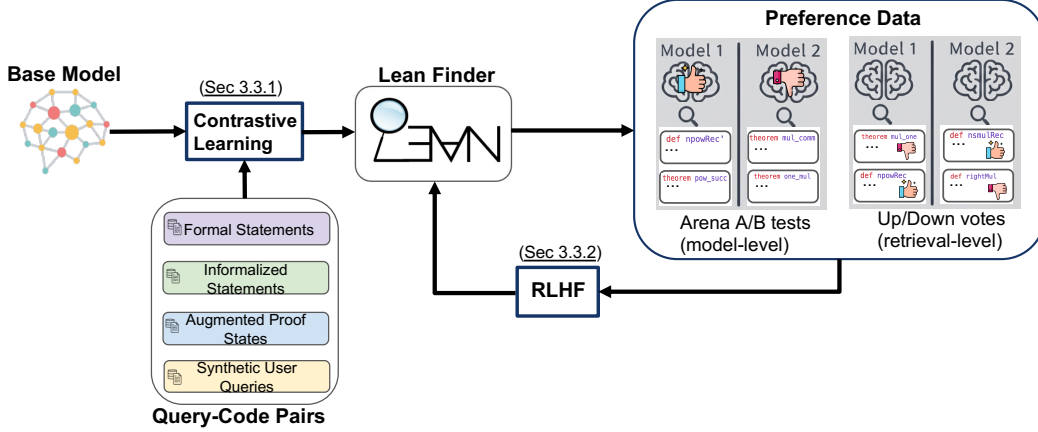 Preference Data
Model 1
Model 2
Model 1
Model 2
def npowRec'
...
theorem mul_comm
...
theorem pow_succ
...
theorem one_mul
...
theorem mul_one
...
def nsmulRec
...
def npowRec
...
def rightMul
...
Arena A/B tests
(model-level)
Up/Down votes
(retrieval-level)
Base Model
(Sec 3.3.1)
Contrastive
Learning
Lean Finder
Formal Statements
Informalized
Statements
Augmented Proof
States
Synthetic User
Queries
Query-Code Pairs
(Sec 3.3.2)
RLHF